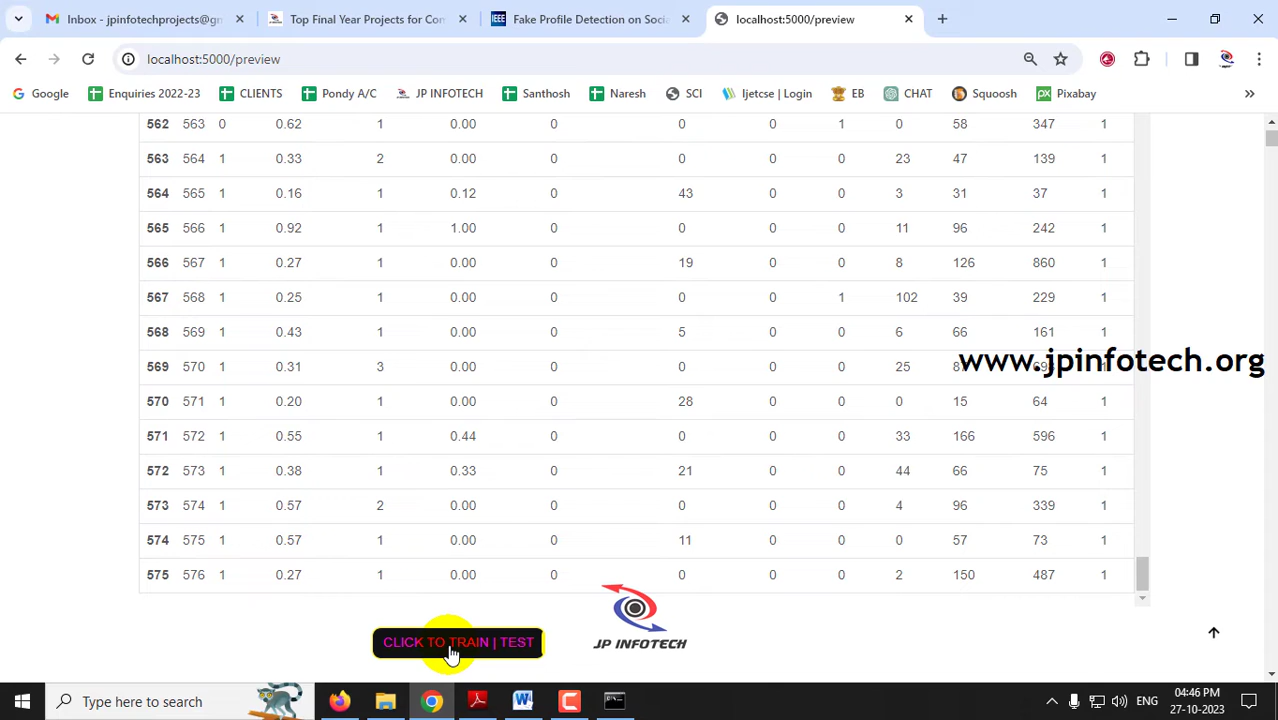 Inbox - jpinfotechprojects@gm
Top Final Year Projects for Com
Fake Profile Detection on Socia
localhost:5000/preview
localhost:5000/preview
Google
Enquiries 2022-23
CLIENTS
Pondy A/C
JP INFOTECH
Santhosh
Naresh
SCI
Ijetcse | Login
EB
CHAT
Squoosh
Pixabay
562 563 0 0.62 1 0.00 0 0 0 1 0 58 347 1
563 564 1 0.33 2 0.00 0 0 0 0 23 47 139 1
564 565 1 0.16 1 0.12 0 43 0 0 3 31 37 1
565 566 1 0.92 1 1.00 0 0 0 0 11 96 242 1
566 567 1 0.27 1 0.00 0 19 0 0 8 126 860 1
567 568 1 0.25 1 0.00 0 0 0 1 102 39 229 1
568 569 1 0.43 1 0.00 0 5 0 0 6 66 161 1
www.jpinfotech.org
569 570 1 0.31 3 0.00 0 0 0 0 25 1
570 571 1 0.20 1 0.00 0 28 0 0 0 15 64 1
571 572 1 0.55 1 0.44 0 0 0 0 33 166 596 1
572 573 1 0.38 1 0.33 0 21 0 0 44 66 75 1
573 574 1 0.57 2 0.00 0 0 0 0 4 96 339 1
574 575 1 0.57 1 0.00 0 11 0 0 0 57 73 1
575 576 1 0.27 1 0.00 0 0 0 0 2 150 487 1
CLICK TO TRAIN | TEST
JP INFOTECH
Type here to search
ENG
04:46 PM
27-10-2023